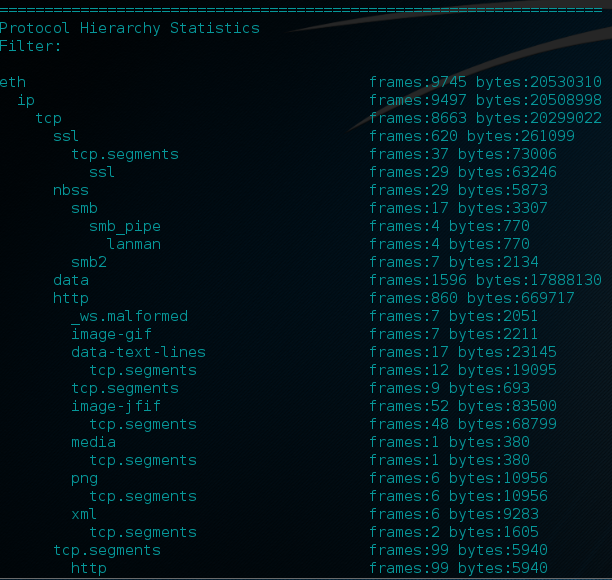 ===================================================================
Protocol Hierarchy Statistics
Filter:

eth                                      frames:9745 bytes:20530310
  ip                                     frames:9497 bytes:20508998
    tcp                                  frames:8663 bytes:20299022
      ssl                                frames:620 bytes:261099
        tcp.segments                     frames:37 bytes:73006
          ssl                            frames:29 bytes:63246
      nbss                               frames:29 bytes:5873
        smb                              frames:17 bytes:3307
          smb_pipe                       frames:4 bytes:770
            lanman                       frames:4 bytes:770
        smb2                             frames:7 bytes:2134
      data                               frames:1596 bytes:17888130
      http                               frames:860 bytes:669717
        _ws.malformed                    frames:7 bytes:2051
        image-gif                        frames:7 bytes:2211
        data-text-lines                  frames:17 bytes:23145
          tcp.segments                   frames:12 bytes:19095
        tcp.segments                     frames:9 bytes:693
        image-jfif                       frames:52 bytes:83500
          tcp.segments                   frames:48 bytes:68799
        media                            frames:1 bytes:380
          tcp.segments                   frames:1 bytes:380
        png                              frames:6 bytes:10956
          tcp.segments                   frames:6 bytes:10956
        xml                              frames:6 bytes:9283
          tcp.segments                   frames:2 bytes:1605
      tcp.segments                       frames:99 bytes:5940
        http                             frames:99 bytes:5940